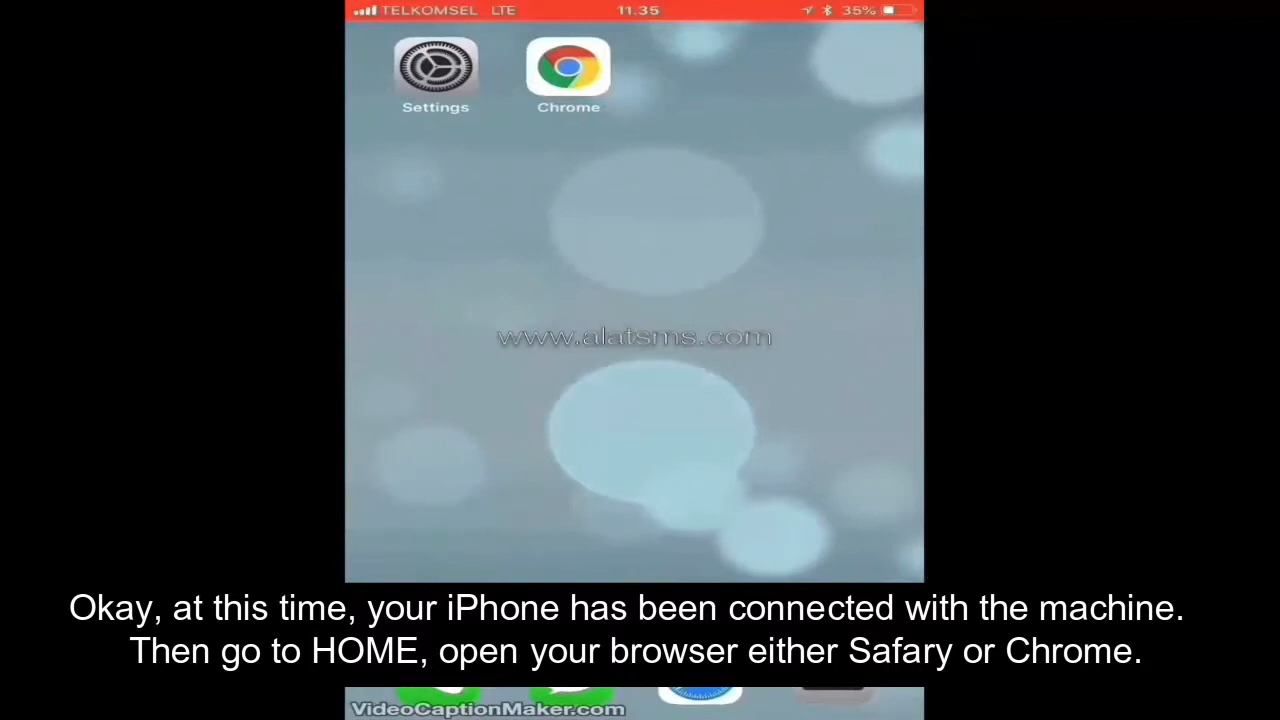 TELKOMSEL LTE 11.35 35%
Settings Chrome
www.alatsms.com
Okay, at this time, your iPhone has been connected with the machine.
Then go to HOME, open your browser either Safary or Chrome.
VideoCaptionMaker.com